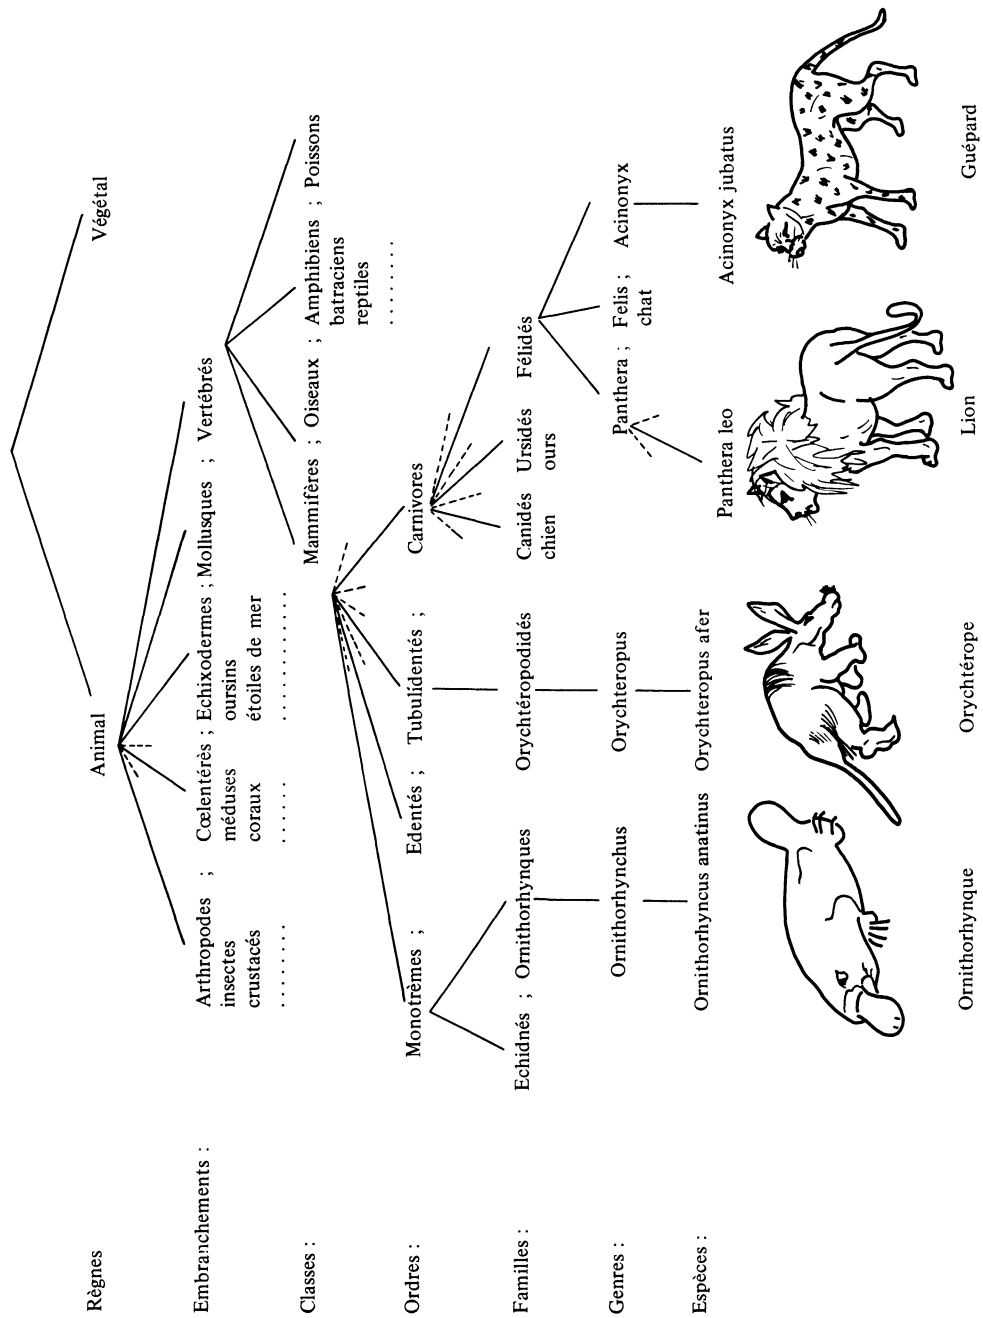 Règnes
Animal
Végétal
Embranchements :
Arthropodes ; Cœlentérès ; Echixodermes ; Mollusques ; Vertébrés
insectes méduses oursins
crustacés coraux étoiles de mer
........ ...... ...........
Classes :
Mammifères ; Oiseaux ; Amphibiens ; Poissons
batraciens
reptiles
........
Ordres :
Monotrèmes ; Edentés ; Tubulidentés ; Carnivores
Familles :
Echidnés ; Ornithorhynques Orychtéropodidés Canidés Ursidés Félidés
chien ours
Genres :
Ornithorhynchus Orychteropus Panthera ; Felis ; Acinonyx
chat
Espèces :
Ornithorhyncus anatinus Orychteropus afer Panthera leo Acinonyx jubatus
Ornithorhynque Orychtérope Lion Guépard